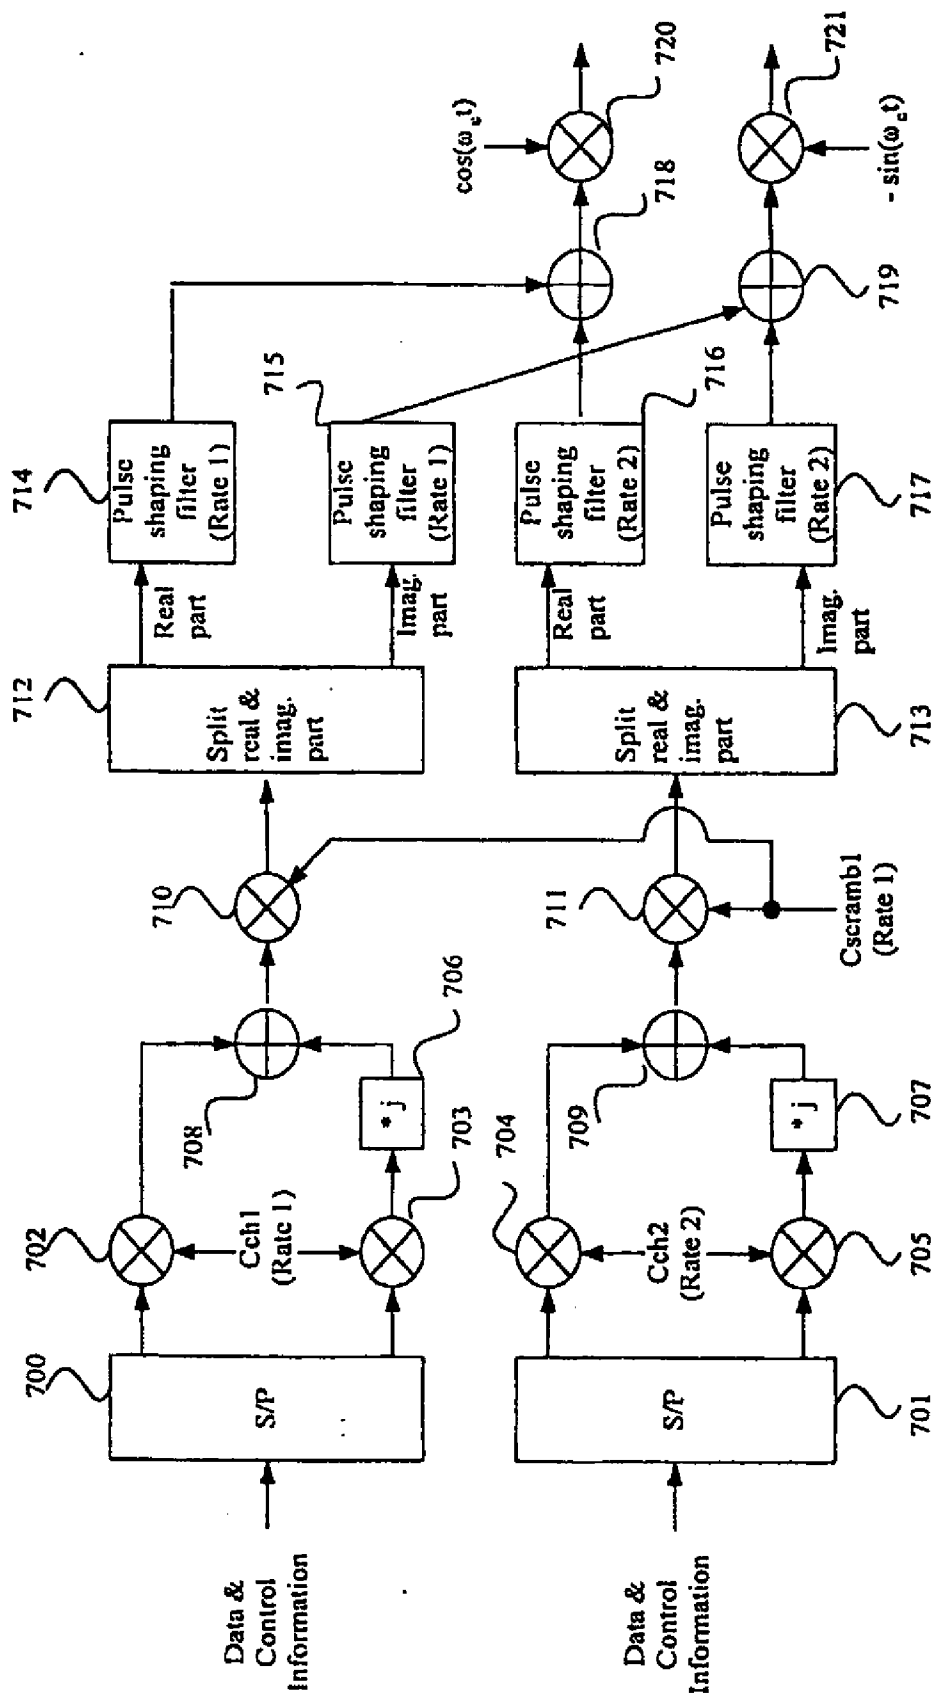 Data &
Control
Information
S/P
700
702
Cch1
(Rate 1)
703
708
706
710
712
Split
real &
imag.
part
Real
part
Imag.
part
714
Pulse
shaping
filter
(Rate 1)
715
Pulse
shaping
filter
(Rate 1)
cos(ω_c t)
718
720
Data &
Control
Information
S/P
701
704
Cch2
(Rate 2)
705
709
* j
* j
707
711
Cscramb1
(Rate 1)
Split
real &
imag.
part
713
Real
part
Imag.
part
Pulse
shaping
filter
(Rate 2)
716
Pulse
shaping
filter
(Rate 2)
717
719
721
- sin(ω_c t)